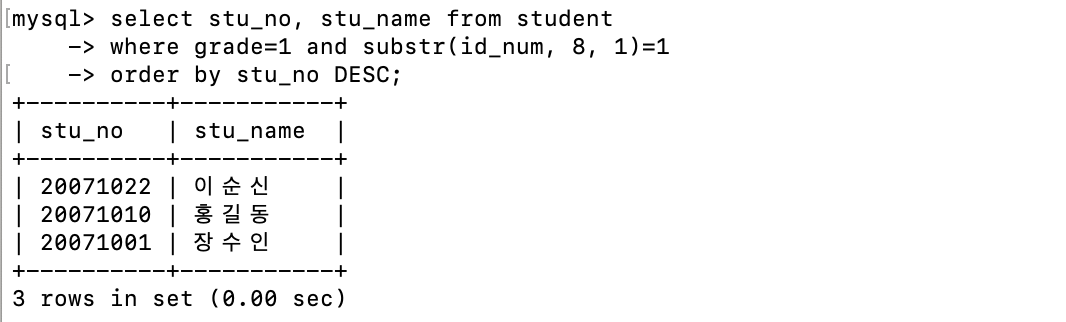 [mysql> select stu_no, stu_name from student
    -> where grade=1 and substr(id_num, 8, 1)=1
[    -> order by stu_no DESC;
+----------+-----------+
| stu_no   | stu_name  |
+----------+-----------+
| 20071022 | 이순신    |
| 20071010 | 홍길동    |
| 20071001 | 장수인    |
+----------+-----------+
3 rows in set (0.00 sec)